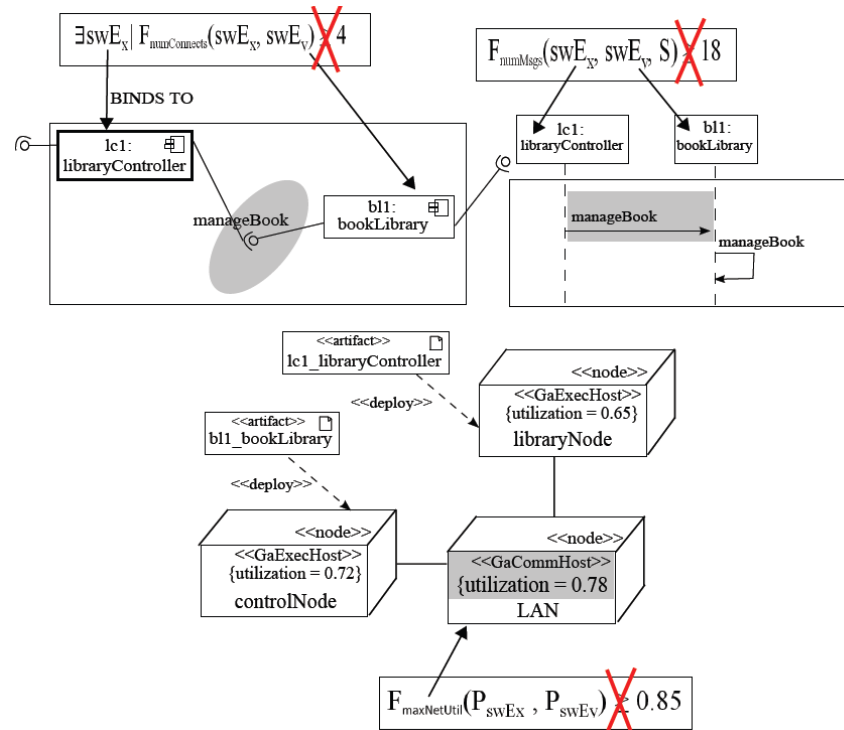 ∃swEx| FnumConnects(swEx, swEv) ≥ 4
FnumMsgs(swEx, swEv, S) ≥ 18
BINDS TO
lc1:
libraryController
manageBook
bl1:
bookLibrary
lc1:
libraryController
bl1:
bookLibrary
manageBook
manageBook
<<artifact>>
lc1_libraryController
<<deploy>>
<<artifact>>
bl1_bookLibrary
<<deploy>>
<<node>>
<<GaExecHost>>
{utilization = 0.65}
libraryNode
<<node>>
<<GaExecHost>>
{utilization = 0.72}
controlNode
<<node>>
<<GaCommHost>>
{utilization = 0.78
LAN
FmaxNetUtil(PswEx , PswEv) ≥ 0.85